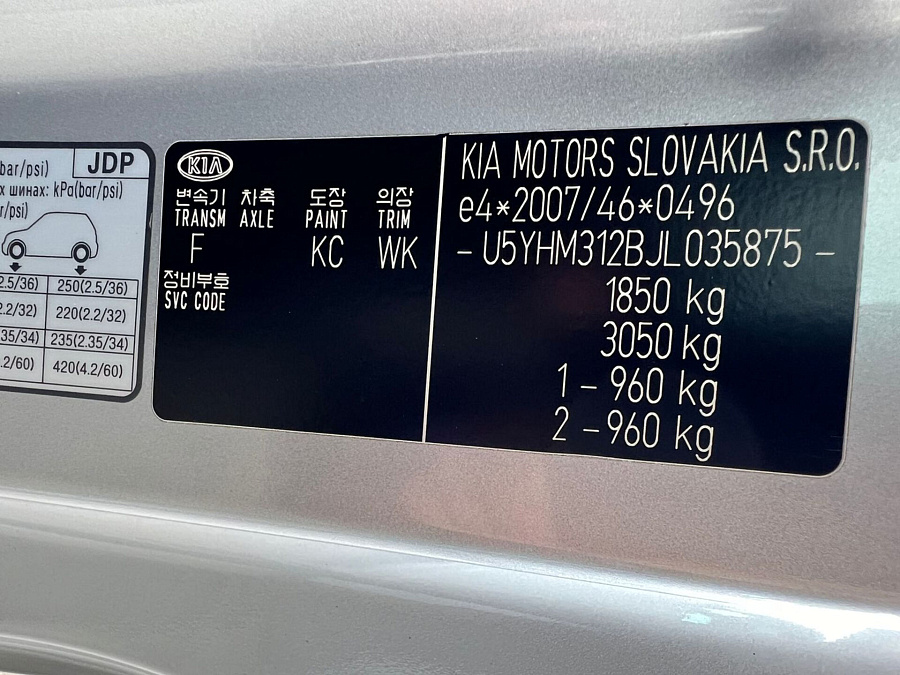 bar/psi) JDP
х шинах: kPa(bar/psi)
r/psi)
2.5/36) 250(2.5/36)
2.2/32) 220(2.2/32)
35/34) 235(2.35/34)
.2/60) 420(4.2/60)
KIA
변속기 차축 도장 의장
TRANSM AXLE PAINT TRIM
F KC WK
정비부호
SVC CODE
KIA MOTORS SLOVAKIA S.R.O.
e4*2007/46*0496
- U5YHM312BJL035875 -
1850 kg
3050 kg
1 - 960 kg
2 - 960 kg